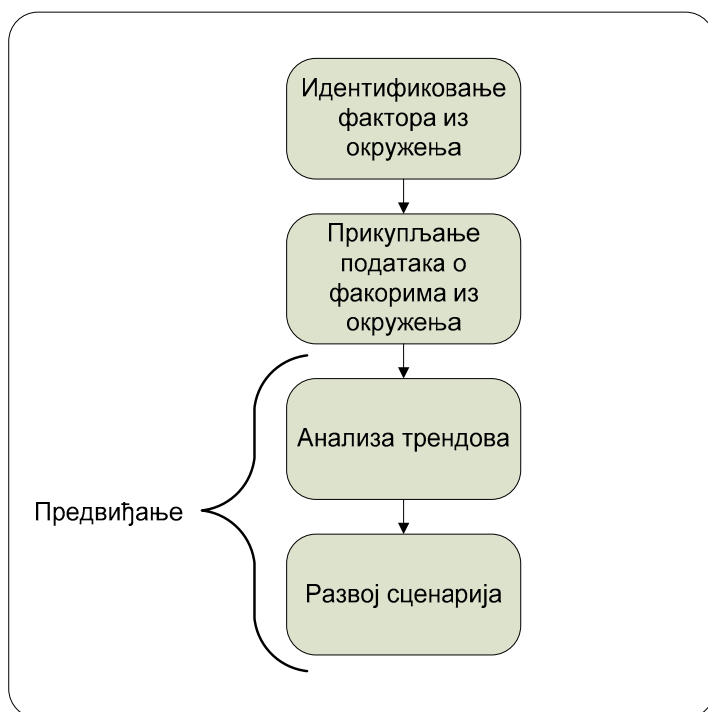 Идентификовање
фактора из
окружења
Прикупљање
података о
факорима из
окружења
Анализа трендова
Предвиђање
Развој сценарија